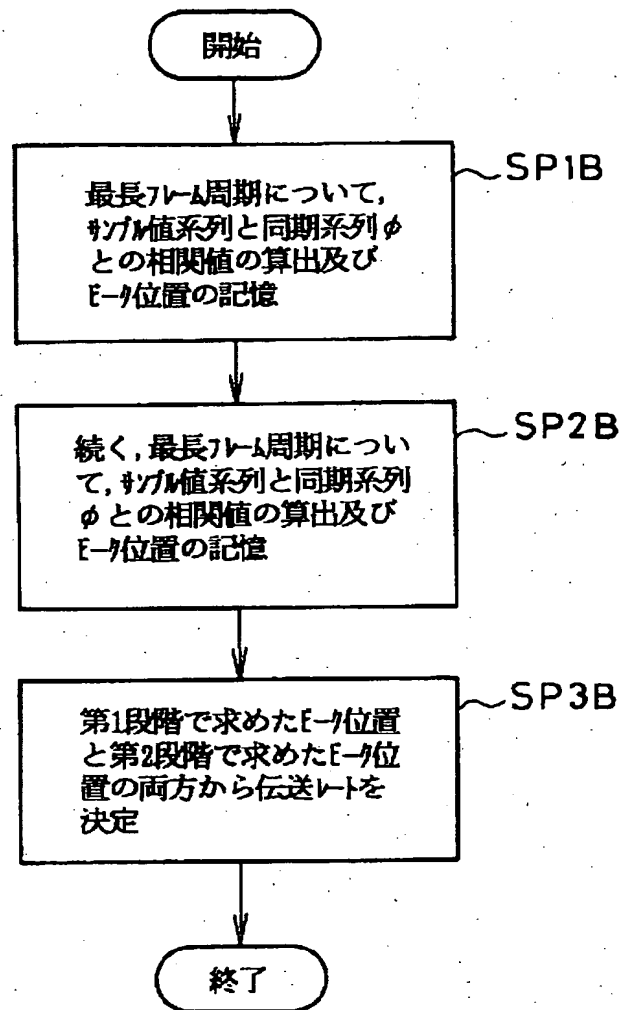 開始
最長ﾌﾚｰﾑ周期について,
ｻﾝﾌﾟﾙ値系列と同期系列φ
との相関値の算出及び
ﾋﾟｰｸ位置の記憶
SP1B
続く,最長ﾌﾚｰﾑ周期につい
て,ｻﾝﾌﾟﾙ値系列と同期系列
φとの相関値の算出及び
ﾋﾟｰｸ位置の記憶
SP2B
第1段階で求めたﾋﾟｰｸ位置
と第2段階で求めたﾋﾟｰｸ位
置の両方から伝送ﾚｰﾄを
決定
SP3B
終了